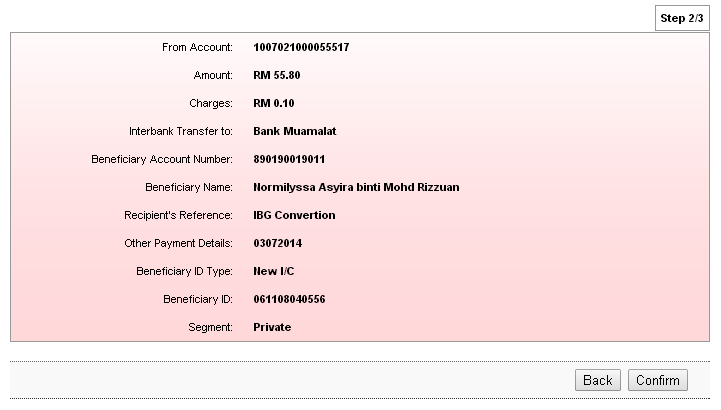 Step 2/3
From Account: 1007021000055517
Amount: RM 55.80
Charges: RM 0.10
Interbank Transfer to: Bank Muamalat
Beneficiary Account Number: 890190019011
Beneficiary Name: Normilyssa Asyira binti Mohd Rizzuan
Recipient's Reference: IBG Convertion
Other Payment Details: 03072014
Beneficiary ID Type: New I/C
Beneficiary ID: 061108040556
Segment: Private
Back Confirm